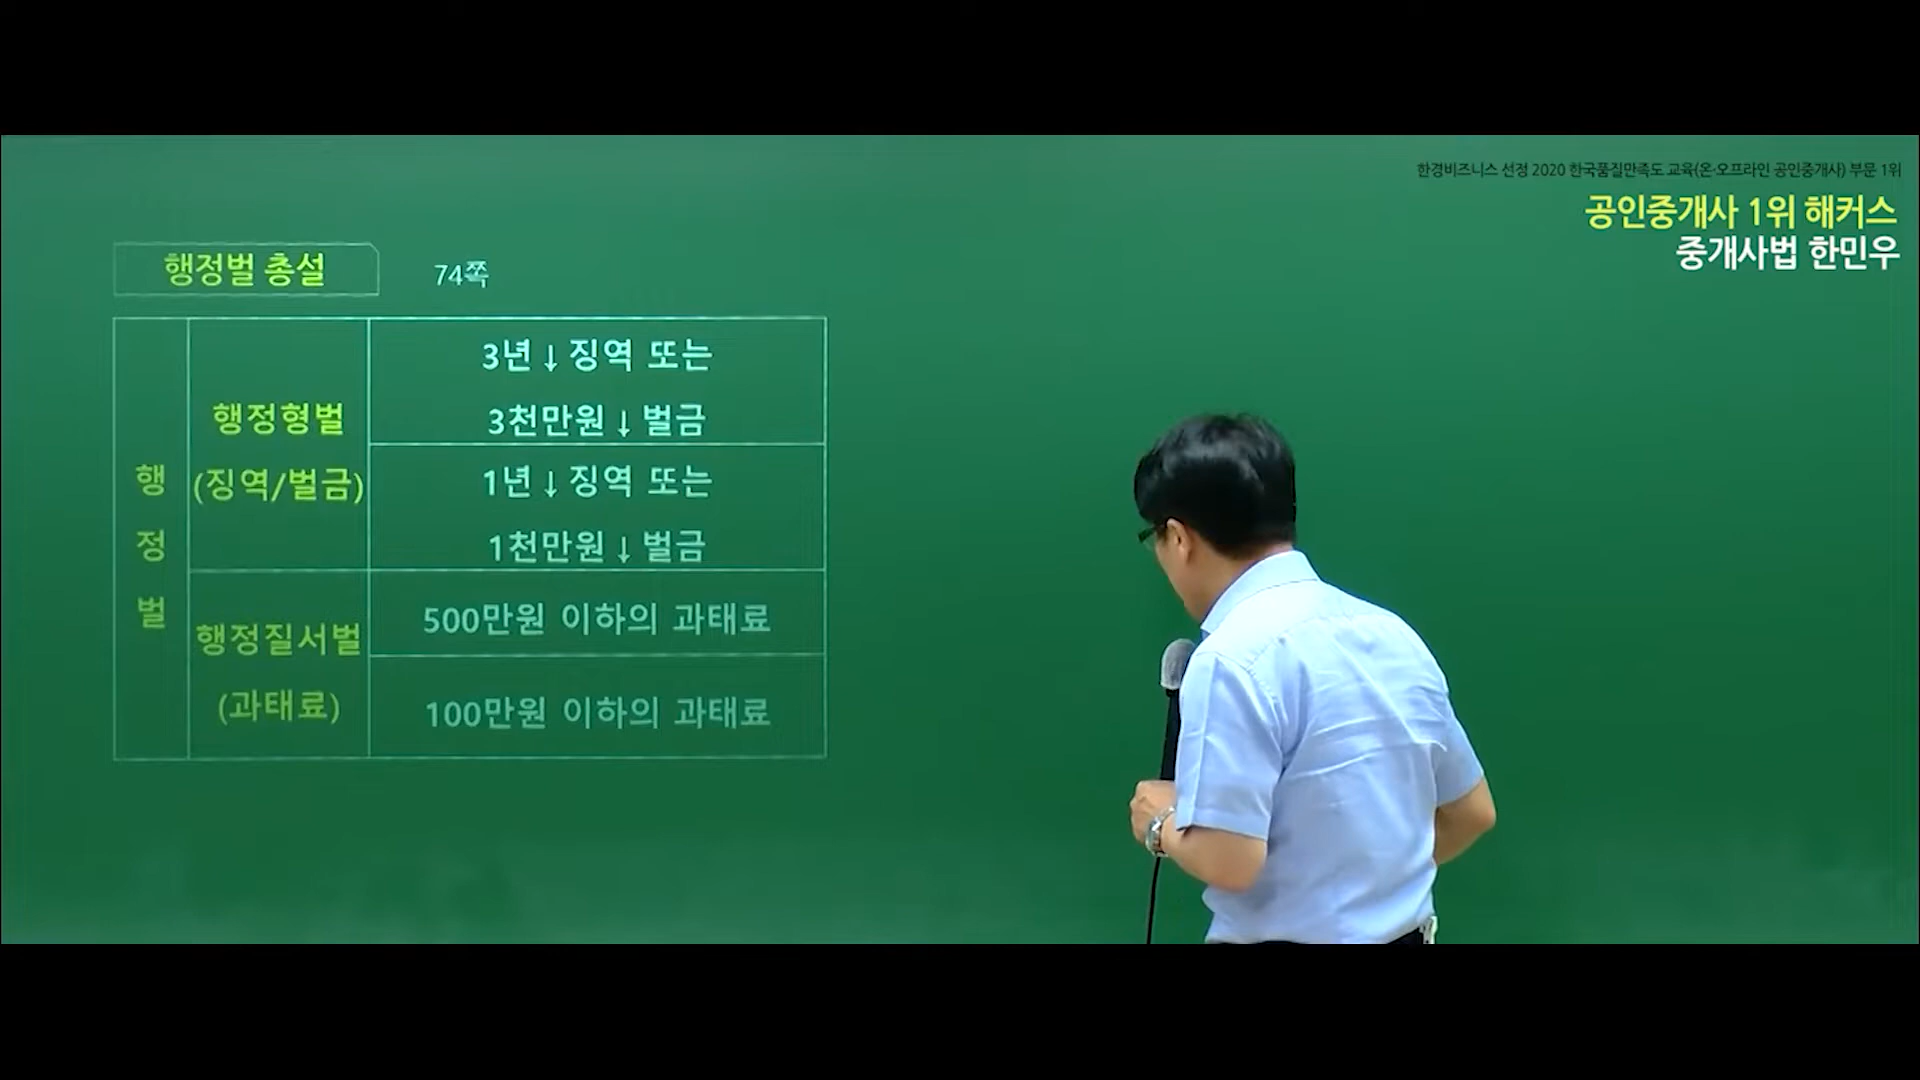 한경비즈니스 선정 2020 한국품질만족도 교육(온·오프라인 공인중개사) 부문 1위
공인중개사 1위 해커스
중개사법 한민우
행정벌 총설
74쪽
행
정
벌
행정형벌
(징역/벌금)
3년↓징역 또는
3천만원↓벌금
1년↓징역 또는
1천만원↓벌금
행정질서벌
(과태료)
500만원 이하의 과태료
100만원 이하의 과태료